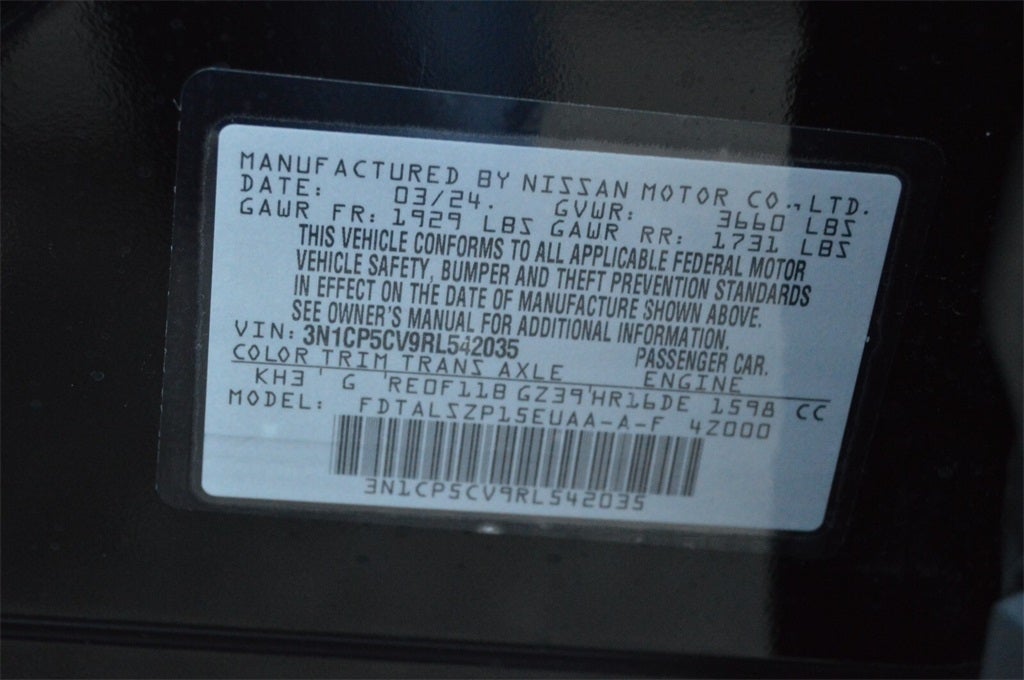 MANUFACTURED BY NISSAN MOTOR CO.,LTD.
DATE: 03/24. GVWR: 3660 LBS
GAWR FR: 1929 LBS GAWR RR: 1731 LBS
THIS VEHICLE CONFORMS TO ALL APPLICABLE FEDERAL MOTOR
VEHICLE SAFETY, BUMPER AND THEFT PREVENTION STANDARDS
IN EFFECT ON THE DATE OF MANUFACTURE SHOWN ABOVE.
SEE OWNER'S MANUAL FOR ADDITIONAL INFORMATION.
VIN: 3N1CP5CV9RL542035 PASSENGER CAR.
COLOR TRIM TRANS AXLE ENGINE
KH3 ' G 'RE0F11B GZ39'HR16DE 1598 CC
MODEL: FDTALSZP15EUAA-A-F 4Z000
3N1CP5CV9RL542035